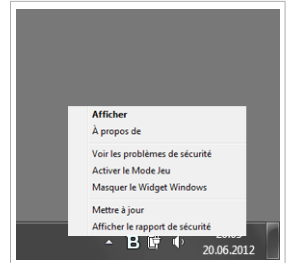 Afficher
À propos de
Voir les problèmes de sécurité
Activer le Mode Jeu
Masquer le Widget Windows
Mettre à jour
Afficher le rapport de sécurité
B
20.06.2012